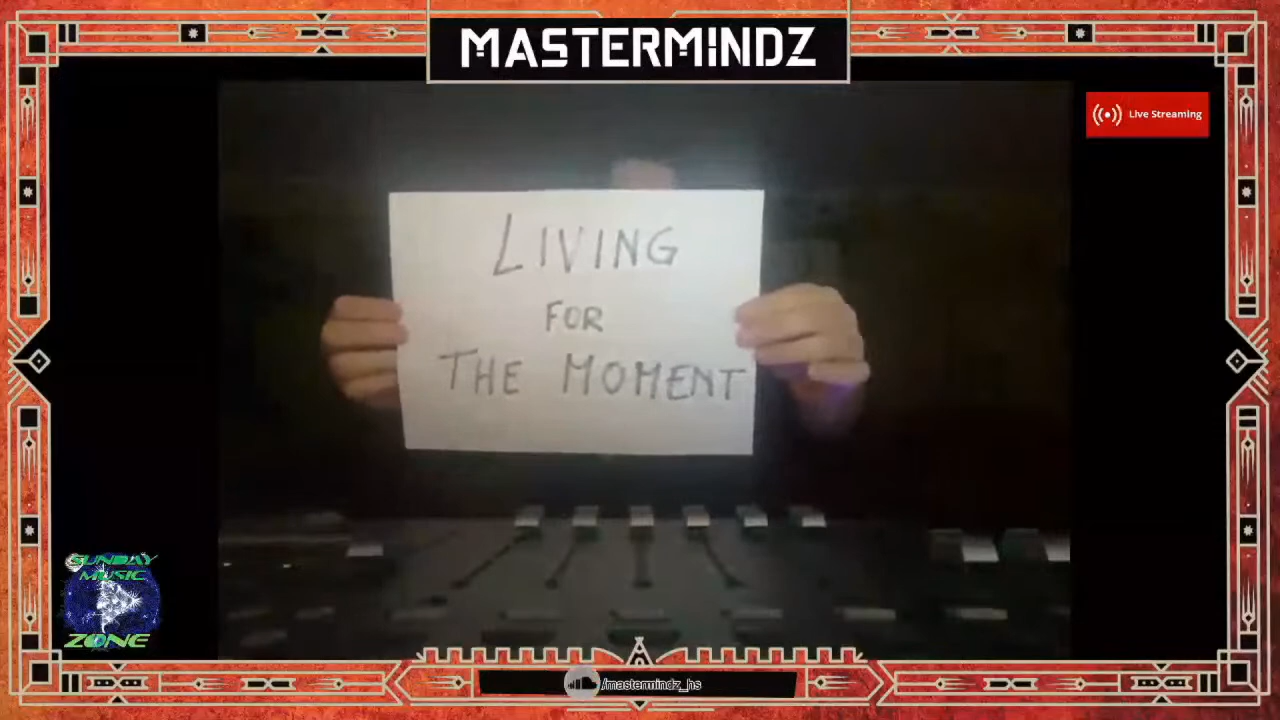 MASTERMINDZ
Live Streaming
LIVING
FOR
THE MOMENT
SUNDAY
MUSIC
ZONE
/mastermindz_hs